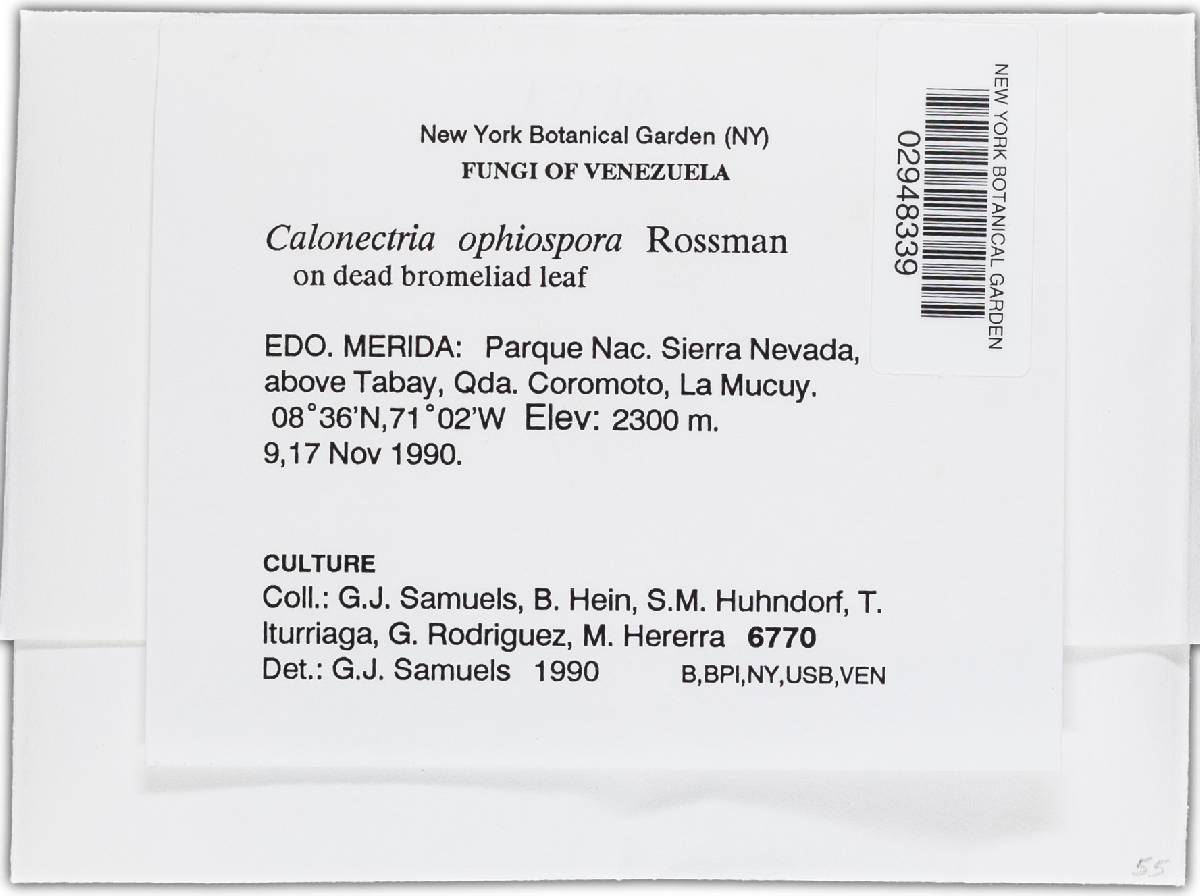 New York Botanical Garden (NY)
FUNGI OF VENEZUELA
Calonectria ophiospora Rossman
on dead bromeliad leaf
EDO. MERIDA: Parque Nac. Sierra Nevada,
above Tabay, Qda. Coromoto, La Mucuy.
08°36'N,71°02'W Elev: 2300 m.
9,17 Nov 1990.
CULTURE
Coll.: G.J. Samuels, B. Hein, S.M. Huhndorf, T.
Iturriaga, G. Rodriguez, M. Hererra 6770
Det.: G.J. Samuels 1990 B,BPI,NY,USB,VEN
NEW YORK BOTANICAL GARDEN
02948339
55